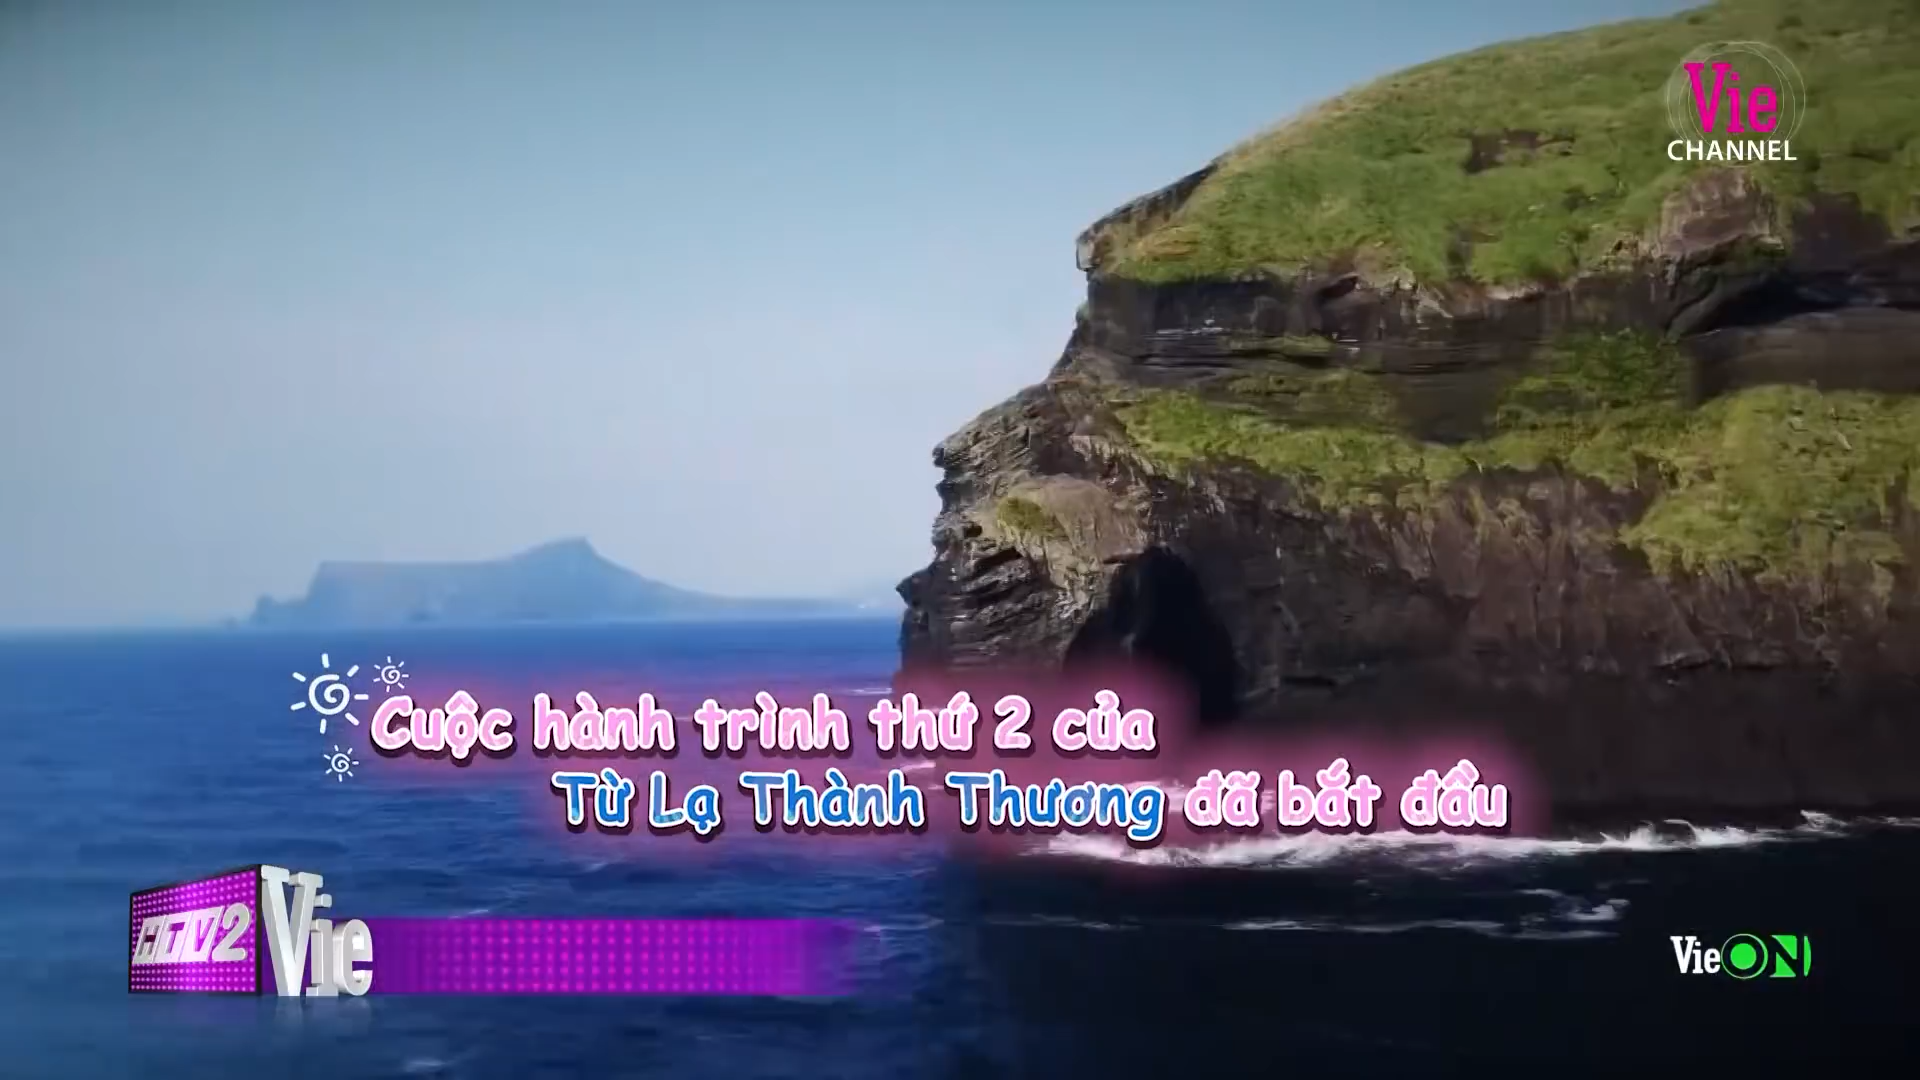 Vie
CHANNEL
Cuộc hành trình thứ 2 của
Từ Lạ Thành Thương đã bắt đầu
HTV2 Vie
VieON